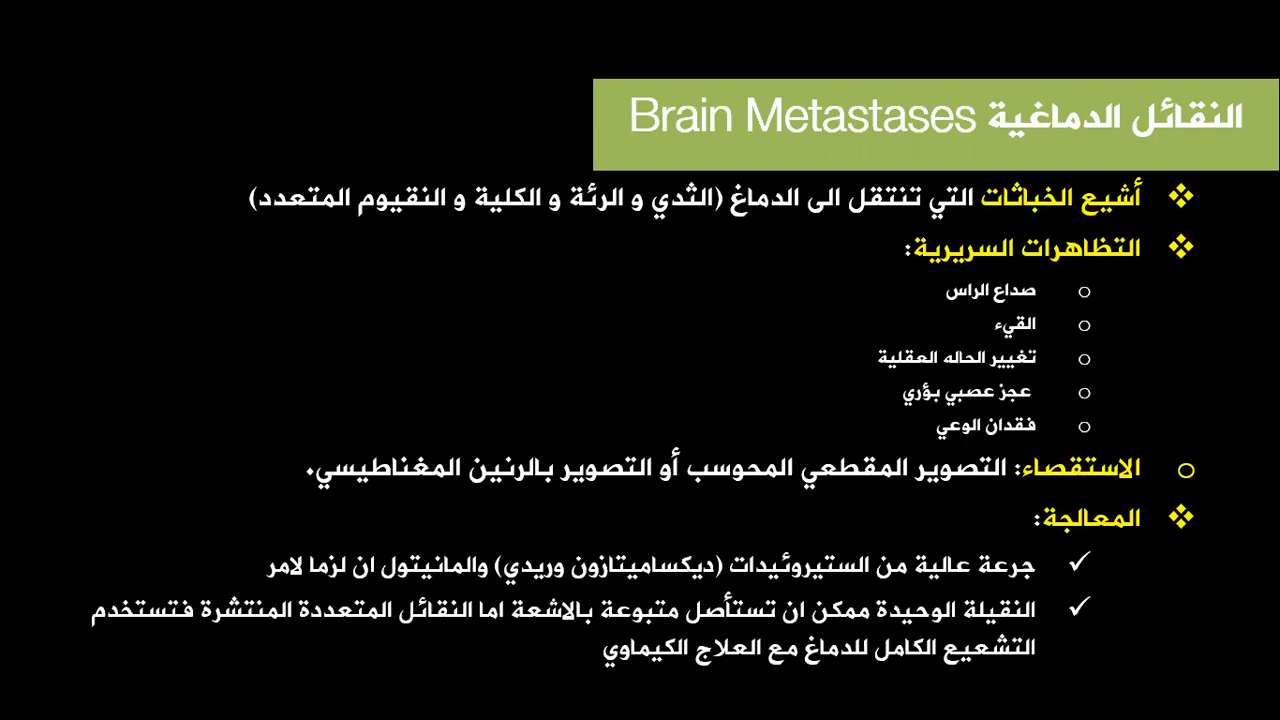 النقائل الدماغية Brain Metastases
❖ أشيع الخباثات التي تنتقل الى الدماغ (الثدي و الرئة و الكلية و النقيوم المتعدد)
❖ التظاهرات السريرية:
o صداع الراس
o القيء
o تغيير الحاله العقلية
o عجز عصبي بؤري
o فقدان الوعي
o الاستقصاء: التصوير المقطعي المحوسب أو التصوير بالرنين المغناطيسي.
❖ المعالجة:
✓ جرعة عالية من الستيروئيدات (ديكساميتازون وريدي) والمانيتول ان لزما لامر
✓ النقيلة الوحيدة ممكن ان تستأصل متبوعة بالاشعة اما النقائل المتعددة المنتشرة فتستخدم
التشعيع الكامل للدماغ مع العلاج الكيماوي